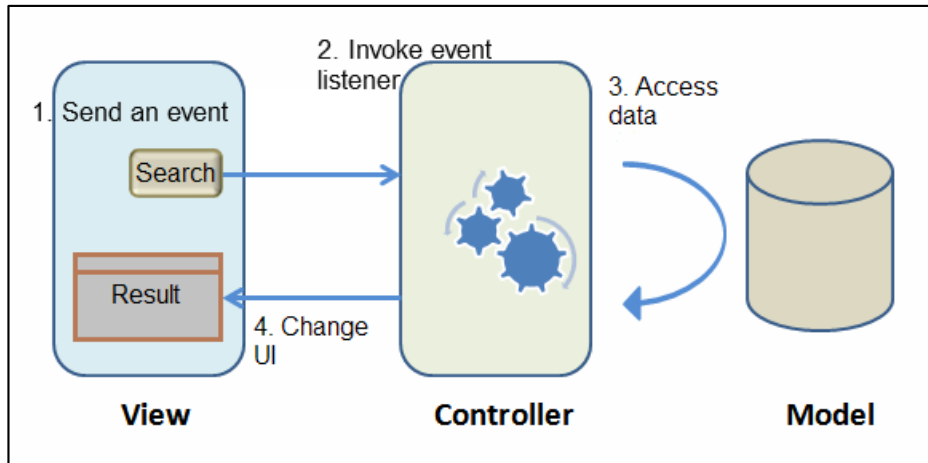 2. Invoke event
listener
1. Send an event
3. Access
data
Search
Result
4. Change
UI
View
Controller
Model